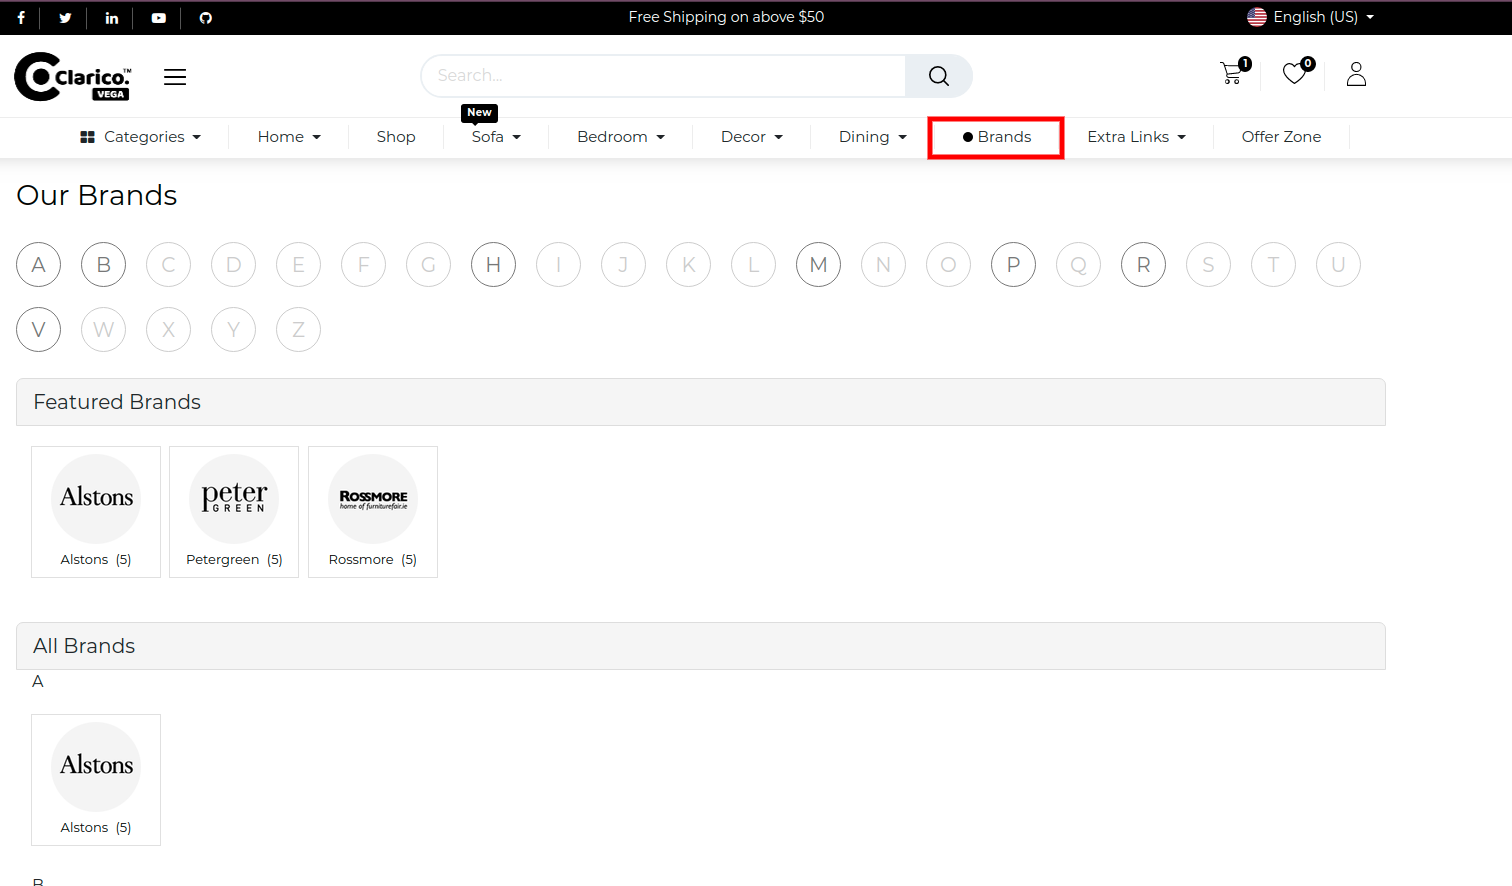 Free Shipping on above $50
English (US)
Clarico.™
VEGA
Search...
1
0
New
Categories
Home
Shop
Sofa
Bedroom
Decor
Dining
Brands
Extra Links
Offer Zone
Our Brands
A B C D E F G H I J K L M N O P Q R S T U
V W X Y Z
Featured Brands
Alstons
peter
GREEN
ROSSMORE
home of furniturefair.ie
Alstons (5)
Petergreen (5)
Rossmore (5)
All Brands
A
Alstons
Alstons (5)
B